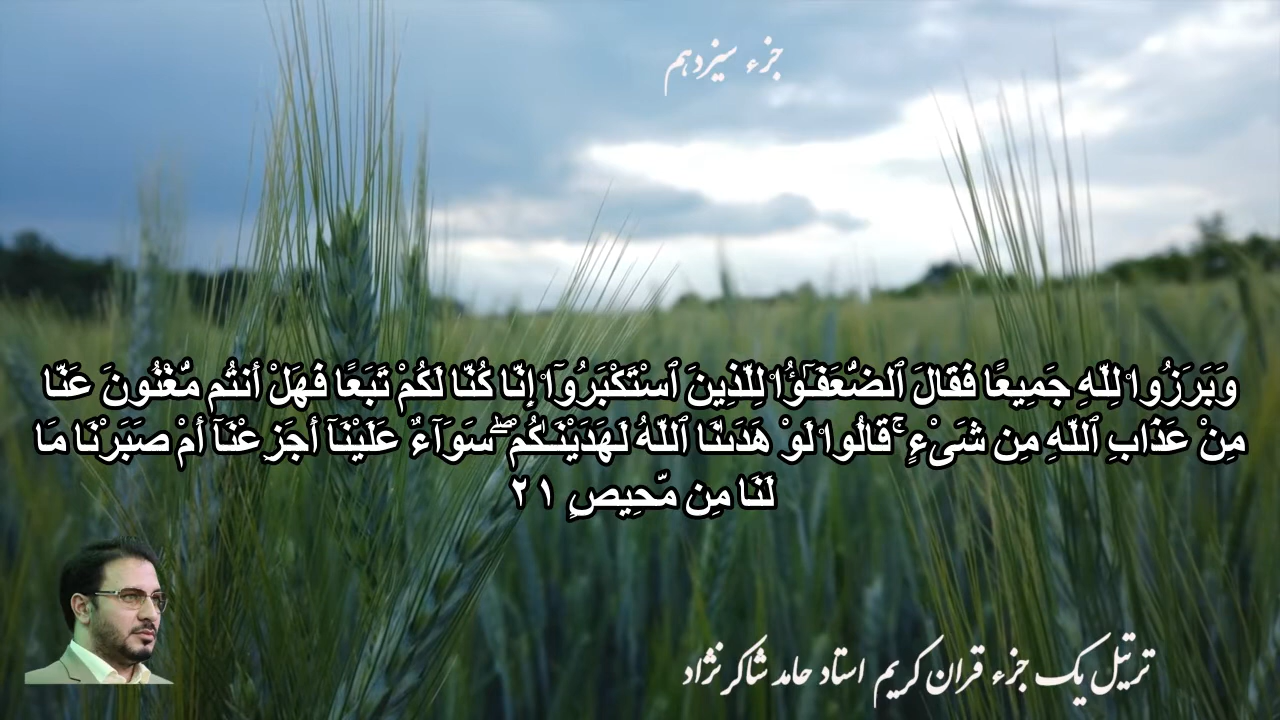 جزء سیزدهم
وَبَرَزُوا۟ لِلَّهِ جَمِيعًا فَقَالَ ٱلضُّعَفَـٰٓؤُا۟ لِلَّذِينَ ٱسْتَكْبَرُوٓا۟ إِنَّا كُنَّا لَكُمْ تَبَعًا فَهَلْ أَنتُم مُّغْنُونَ عَنَّا
مِنْ عَذَابِ ٱللَّهِ مِن شَىْءٍ ۚ قَالُوا۟ لَوْ هَدَىٰنَا ٱللَّهُ لَهَدَيْنَـٰكُمْ ۖ سَوَآءٌ عَلَيْنَآ أَجَزِعْنَآ أَمْ صَبَرْنَا مَا
لَنَا مِن مَّحِيصٍ ٢١
ترتیل یک جزء قران کریم استاد حامد شاکرنژاد